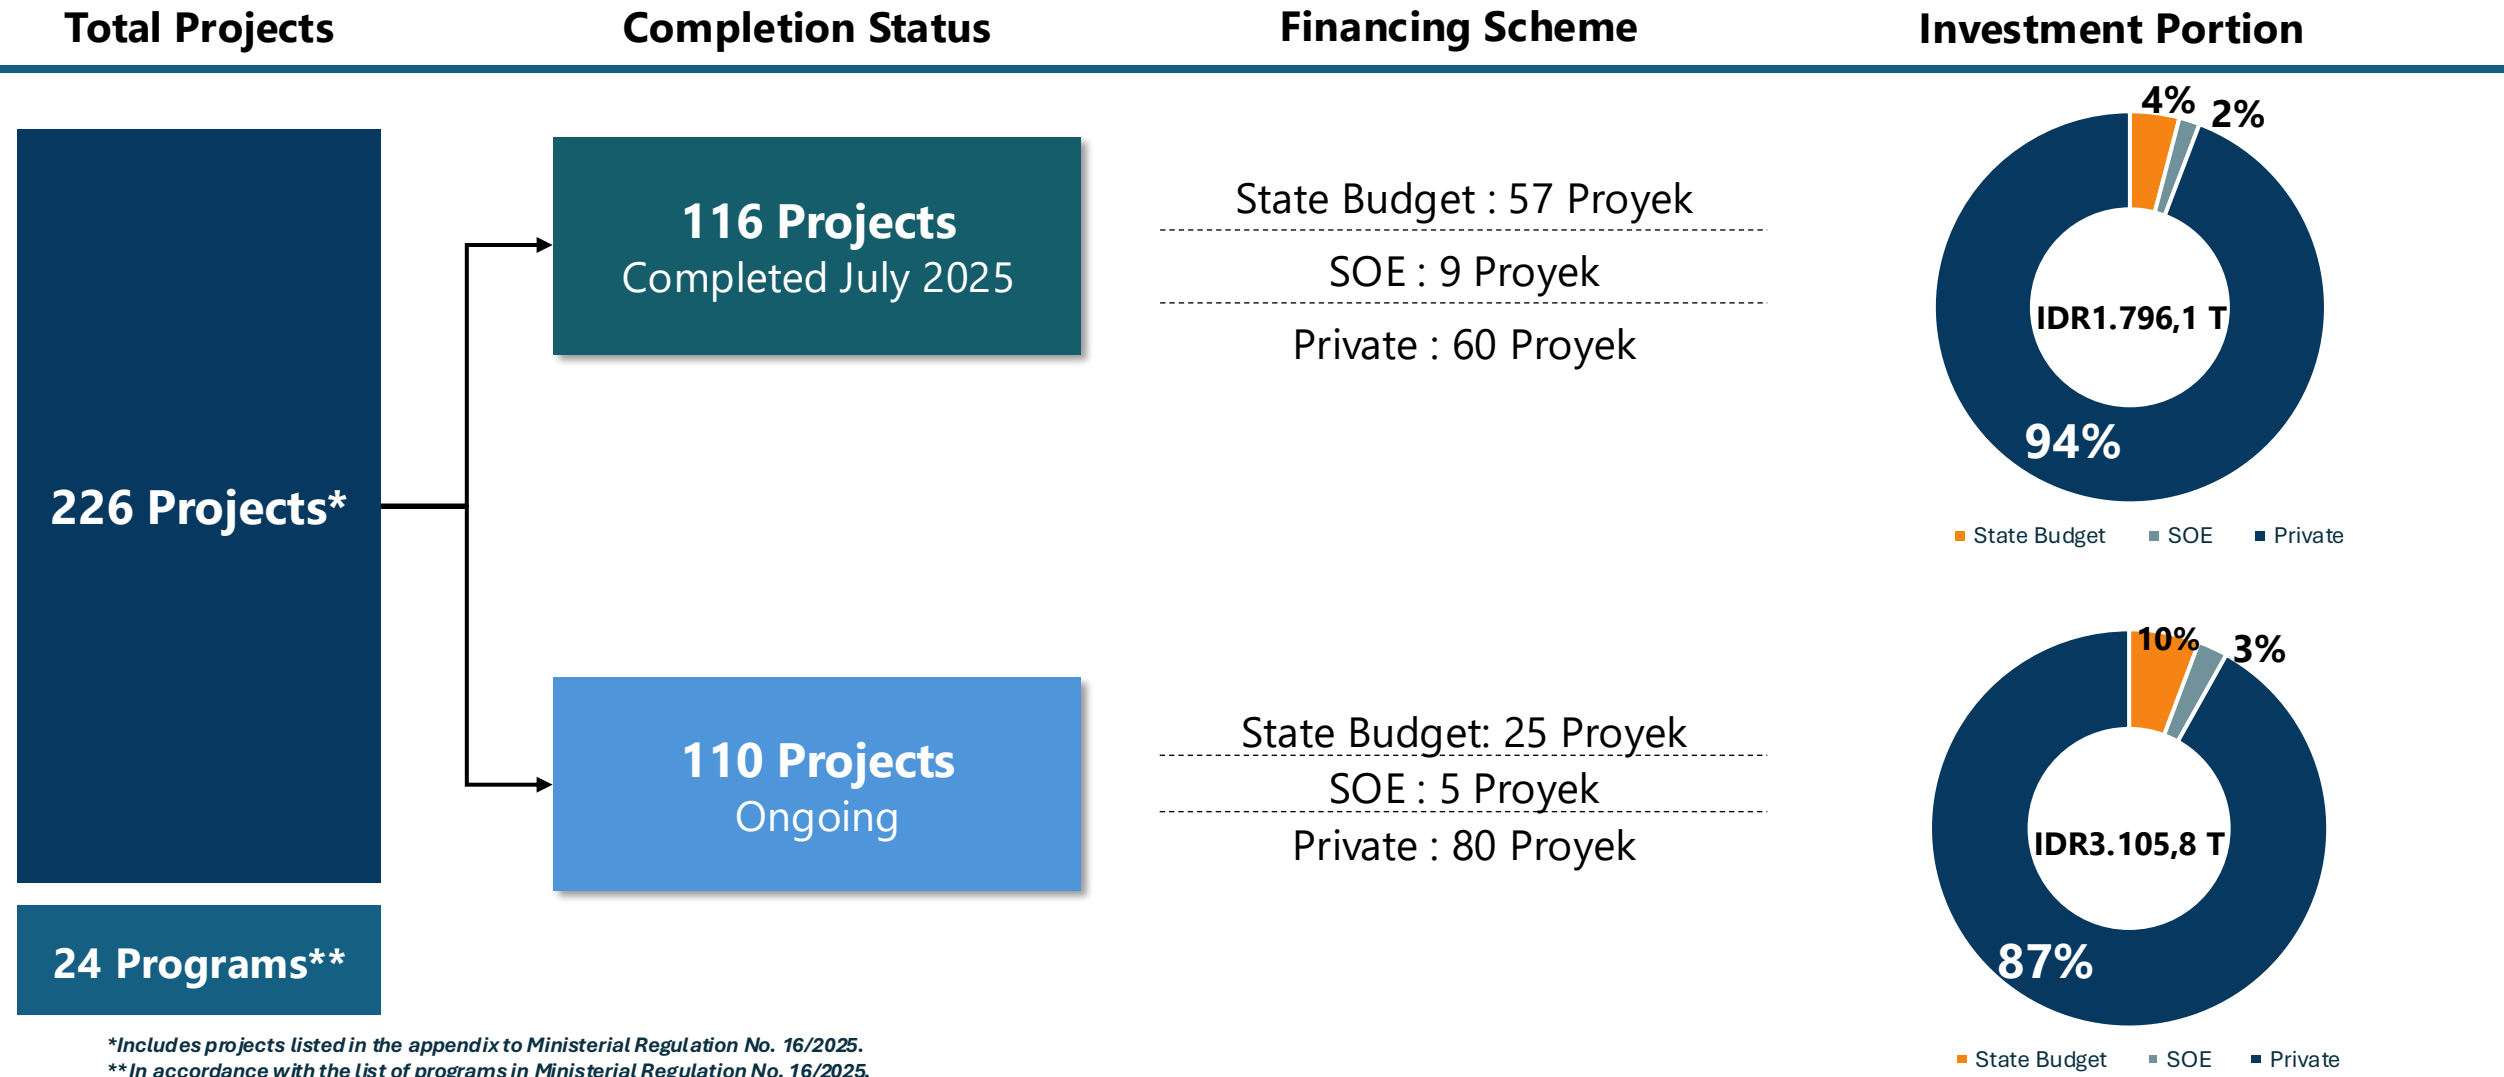 Total Projects
Completion Status
Financing Scheme
Investment Portion
226 Projects*
24 Programs**
116 Projects
Completed July 2025
State Budget : 57 Proyek
SOE : 9 Proyek
Private : 60 Proyek
4%
2%
IDR1.796,1 T
94%
State Budget
SOE
Private
110 Projects
Ongoing
State Budget: 25 Proyek
SOE : 5 Proyek
Private : 80 Proyek
10%
3%
IDR3.105,8 T
87%
State Budget
SOE
Private
*Includes projects listed in the appendix to Ministerial Regulation No. 16/2025.
**In accordance with the list of programs in Ministerial Regulation No. 16/2025.